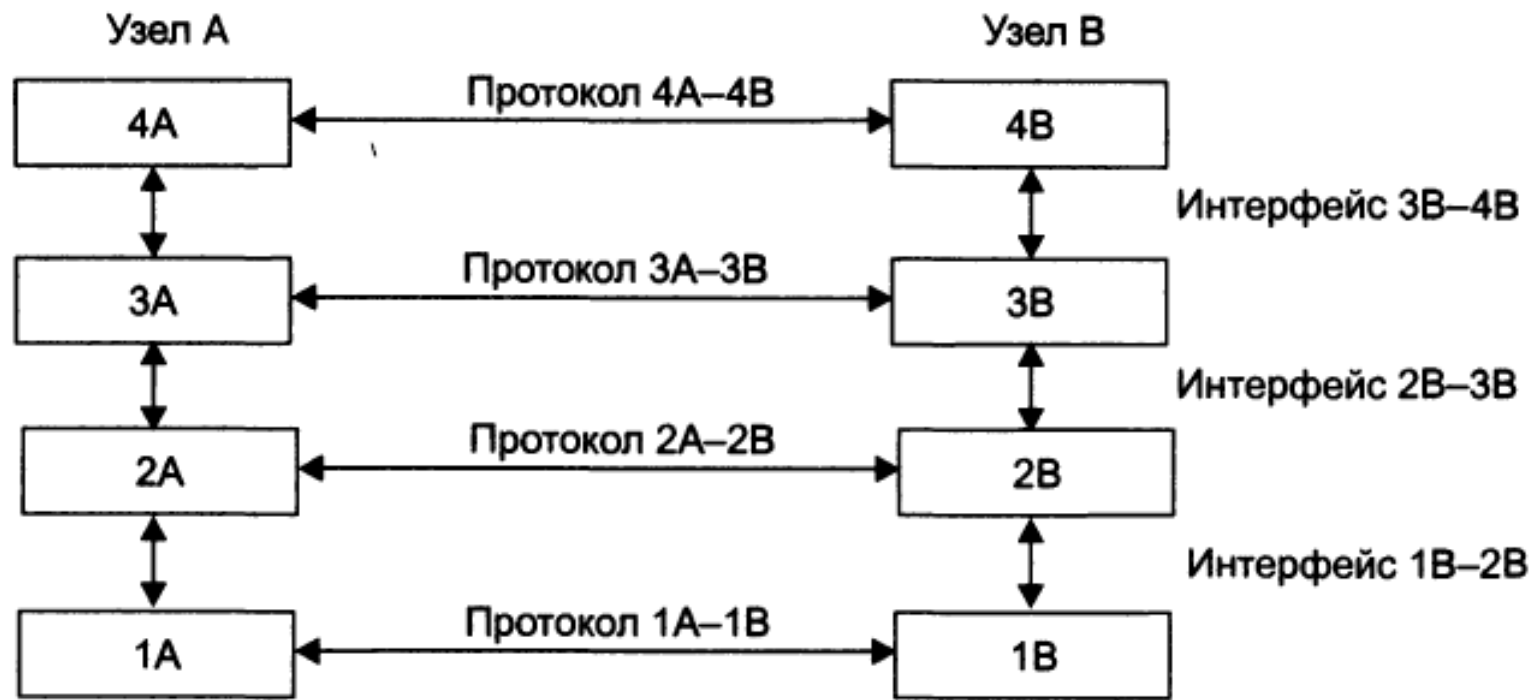 Узел А
Узел В
Протокол 4А–4В
4А
4В
Интерфейс 3В–4В
Протокол 3А–3В
3А
3В
Интерфейс 2В–3В
Протокол 2А–2В
2А
2В
Интерфейс 1В–2В
Протокол 1А–1В
1А
1В